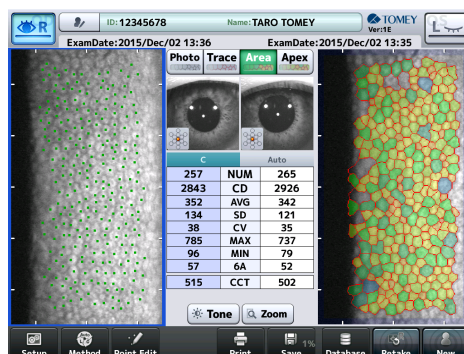 R
ID:12345678
Name:TARO TOMEY
TOMEY
Ver:1E
L
ExamDate:2015/Dec/02 13:36
ExamDate:2015/Dec/02 13:35
Photo Trace Area Apex
C Auto
257 NUM 265
2843 CD 2926
352 AVG 342
134 SD 121
38 CV 35
785 MAX 737
96 MIN 79
57 6A 52
515 CCT 502
Tone Zoom
Setup Method Point Edit Print Save 1% Database Retake New